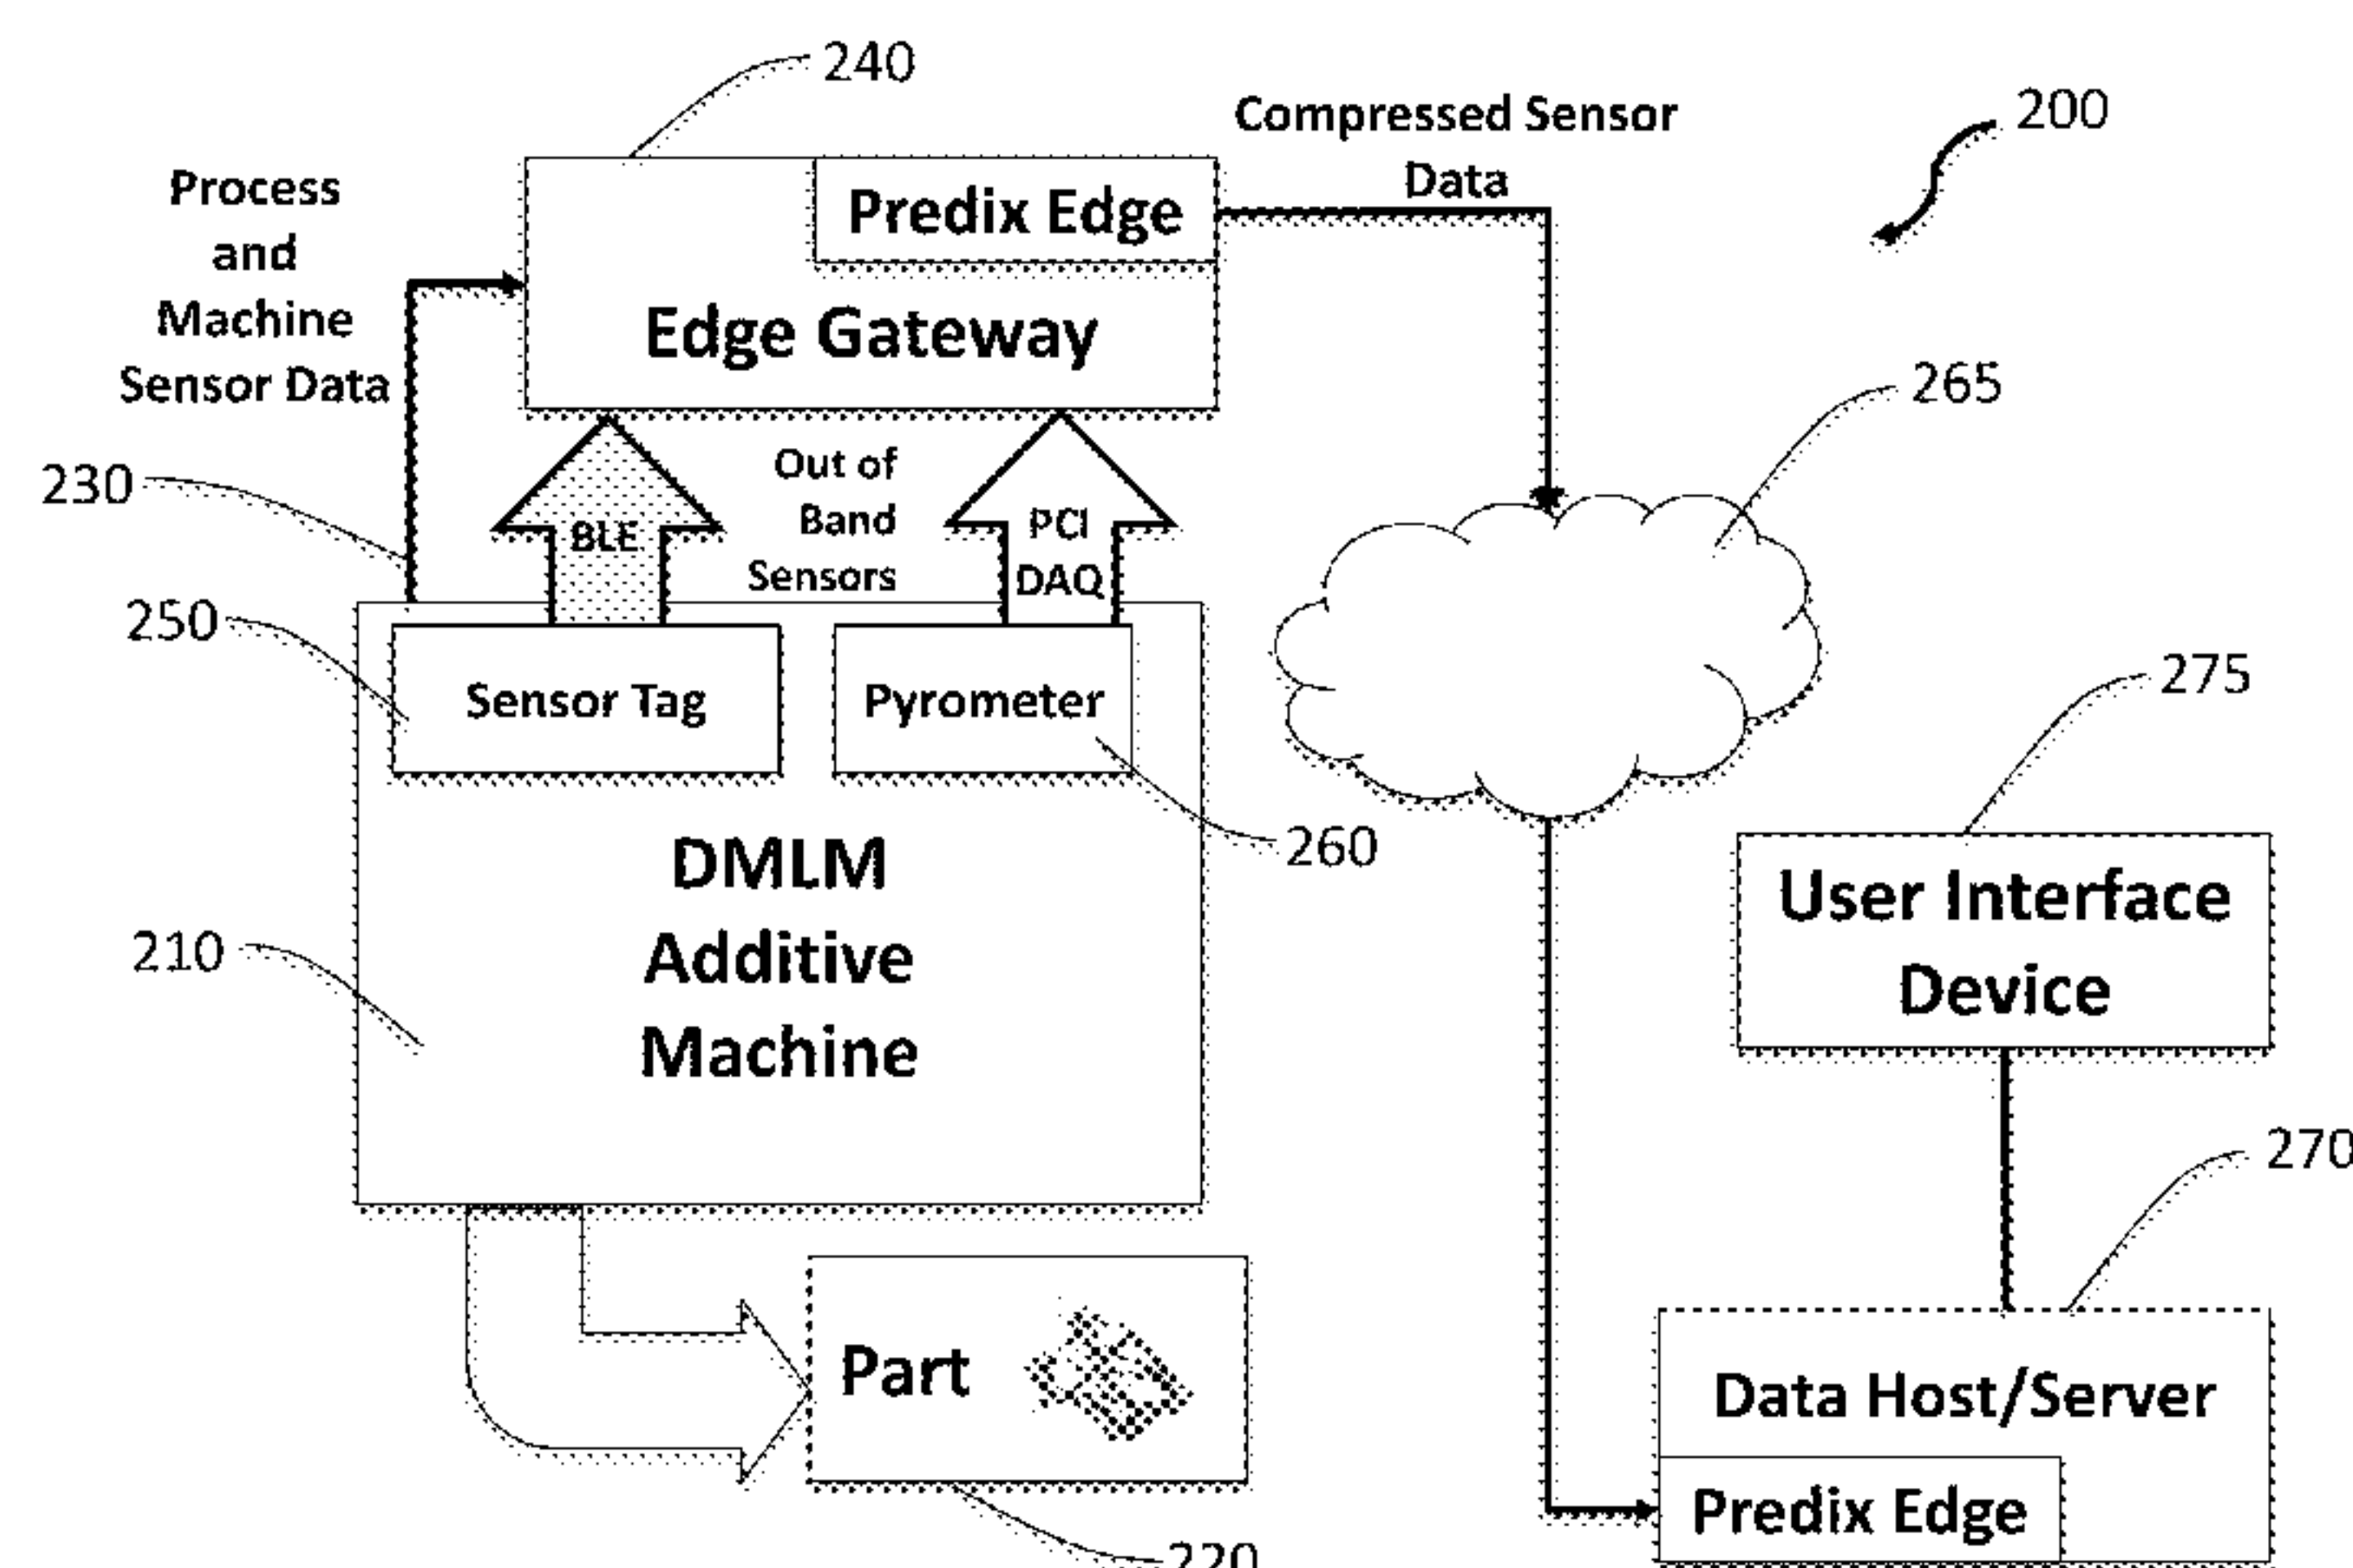 240
Compressed Sensor
Data
200
Process
and
Machine
Sensor Data
Predix Edge
Edge Gateway
265
230
Out of
Band
Sensors
BLE
PCI
DAQ
250
Sensor Tag
Pyrometer
275
260
DMLM
Additive
Machine
210
User Interface
Device
270
Part
Data Host/Server
Predix Edge
220